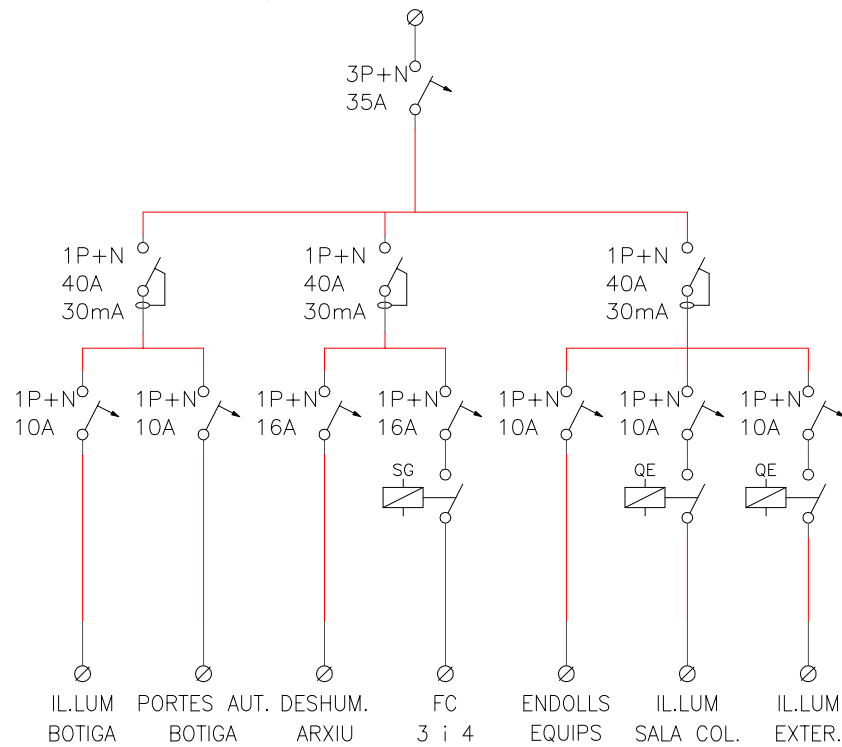 3P+N
35A
1P+N 1P+N 1P+N
40A 40A 40A
30mA 30mA 30mA
1P+N 1P+N 1P+N 1P+N 1P+N 1P+N 1P+N
10A 10A 16A 16A 10A 10A 10A
SG QE QE
IL.LUM PORTES AUT. DESHUM. FC ENDOLLS IL.LUM IL.LUM
BOTIGA BOTIGA ARXIU 3 i 4 EQUIPS SALA COL. EXTER.